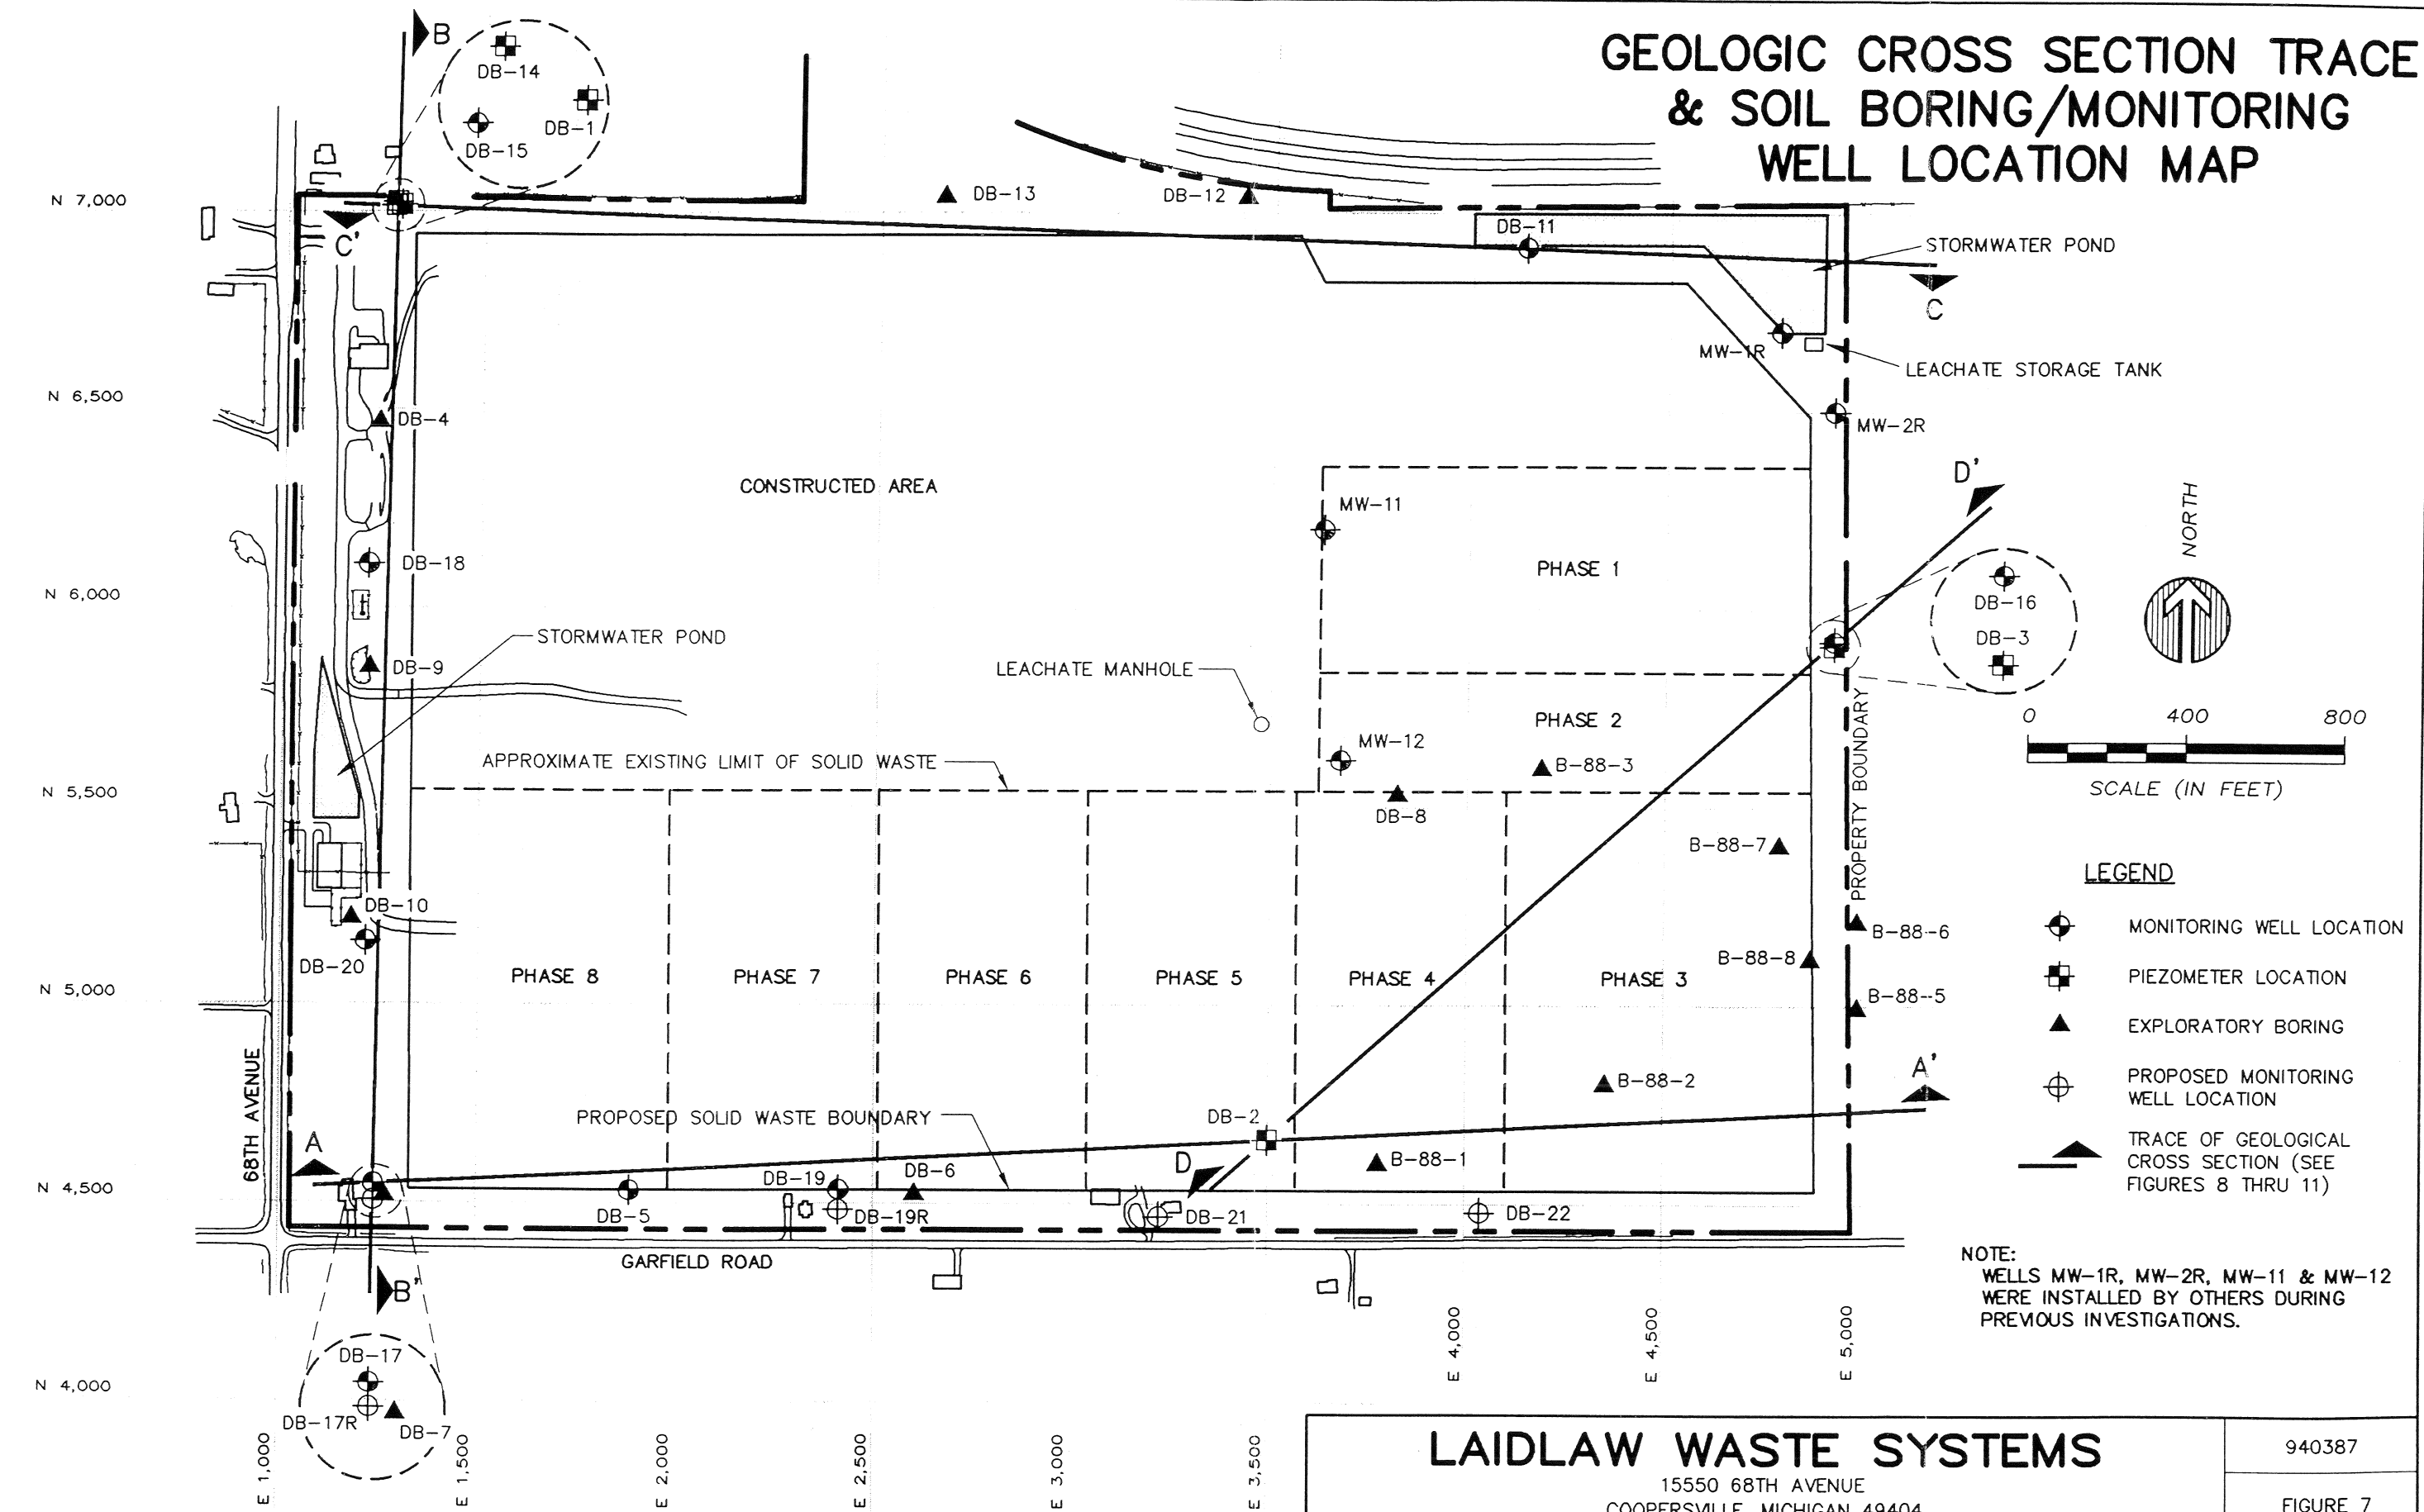 GEOLOGIC CROSS SECTION TRACE
& SOIL BORING/MONITORING
WELL LOCATION MAP
B
DB-14
DB-1
DB-15
N 7,000
C'
DB-13
DB-12
DB-11
STORMWATER POND
C
MW-1R
LEACHATE STORAGE TANK
N 6,500
DB-4
MW-2R
CONSTRUCTED AREA
MW-11
D'
NORTH
DB-18
PHASE 1
N 6,000
DB-16
DB-3
STORMWATER POND
DB-9
LEACHATE MANHOLE
PHASE 2
0 400 800
SCALE (IN FEET)
MW-12
APPROXIMATE EXISTING LIMIT OF SOLID WASTE
B-88-3
N 5,500
DB-8
B-88-7
PROPERTY BOUNDARY
LEGEND
DB-10
MONITORING WELL LOCATION
B-88-6
DB-20
B-88-8
PHASE 8
PHASE 7
PHASE 6
PHASE 5
PHASE 4
PHASE 3
PIEZOMETER LOCATION
N 5,000
B-88-5
EXPLORATORY BORING
68TH AVENUE
B-88-2
A'
PROPOSED MONITORING
WELL LOCATION
PROPOSED SOLID WASTE BOUNDARY
DB-2
A
TRACE OF GEOLOGICAL
CROSS SECTION (SEE
FIGURES 8 THRU 11)
D
B-88-1
DB-19
DB-6
N 4,500
DB-5
DB-19R
DB-21
DB-22
GARFIELD ROAD
B'
NOTE:
WELLS MW-1R, MW-2R, MW-11 & MW-12
WERE INSTALLED BY OTHERS DURING
PREVIOUS INVESTIGATIONS.
DB-17
N 4,000
DB-17R
DB-7
E 1,000
E 1,500
E 2,000
E 2,500
E 3,000
E 3,500
E 4,000
E 4,500
E 5,000
LAIDLAW WASTE SYSTEMS
15550 68TH AVENUE
COOPERSVILLE, MICHIGAN 49404
940387
FIGURE 7